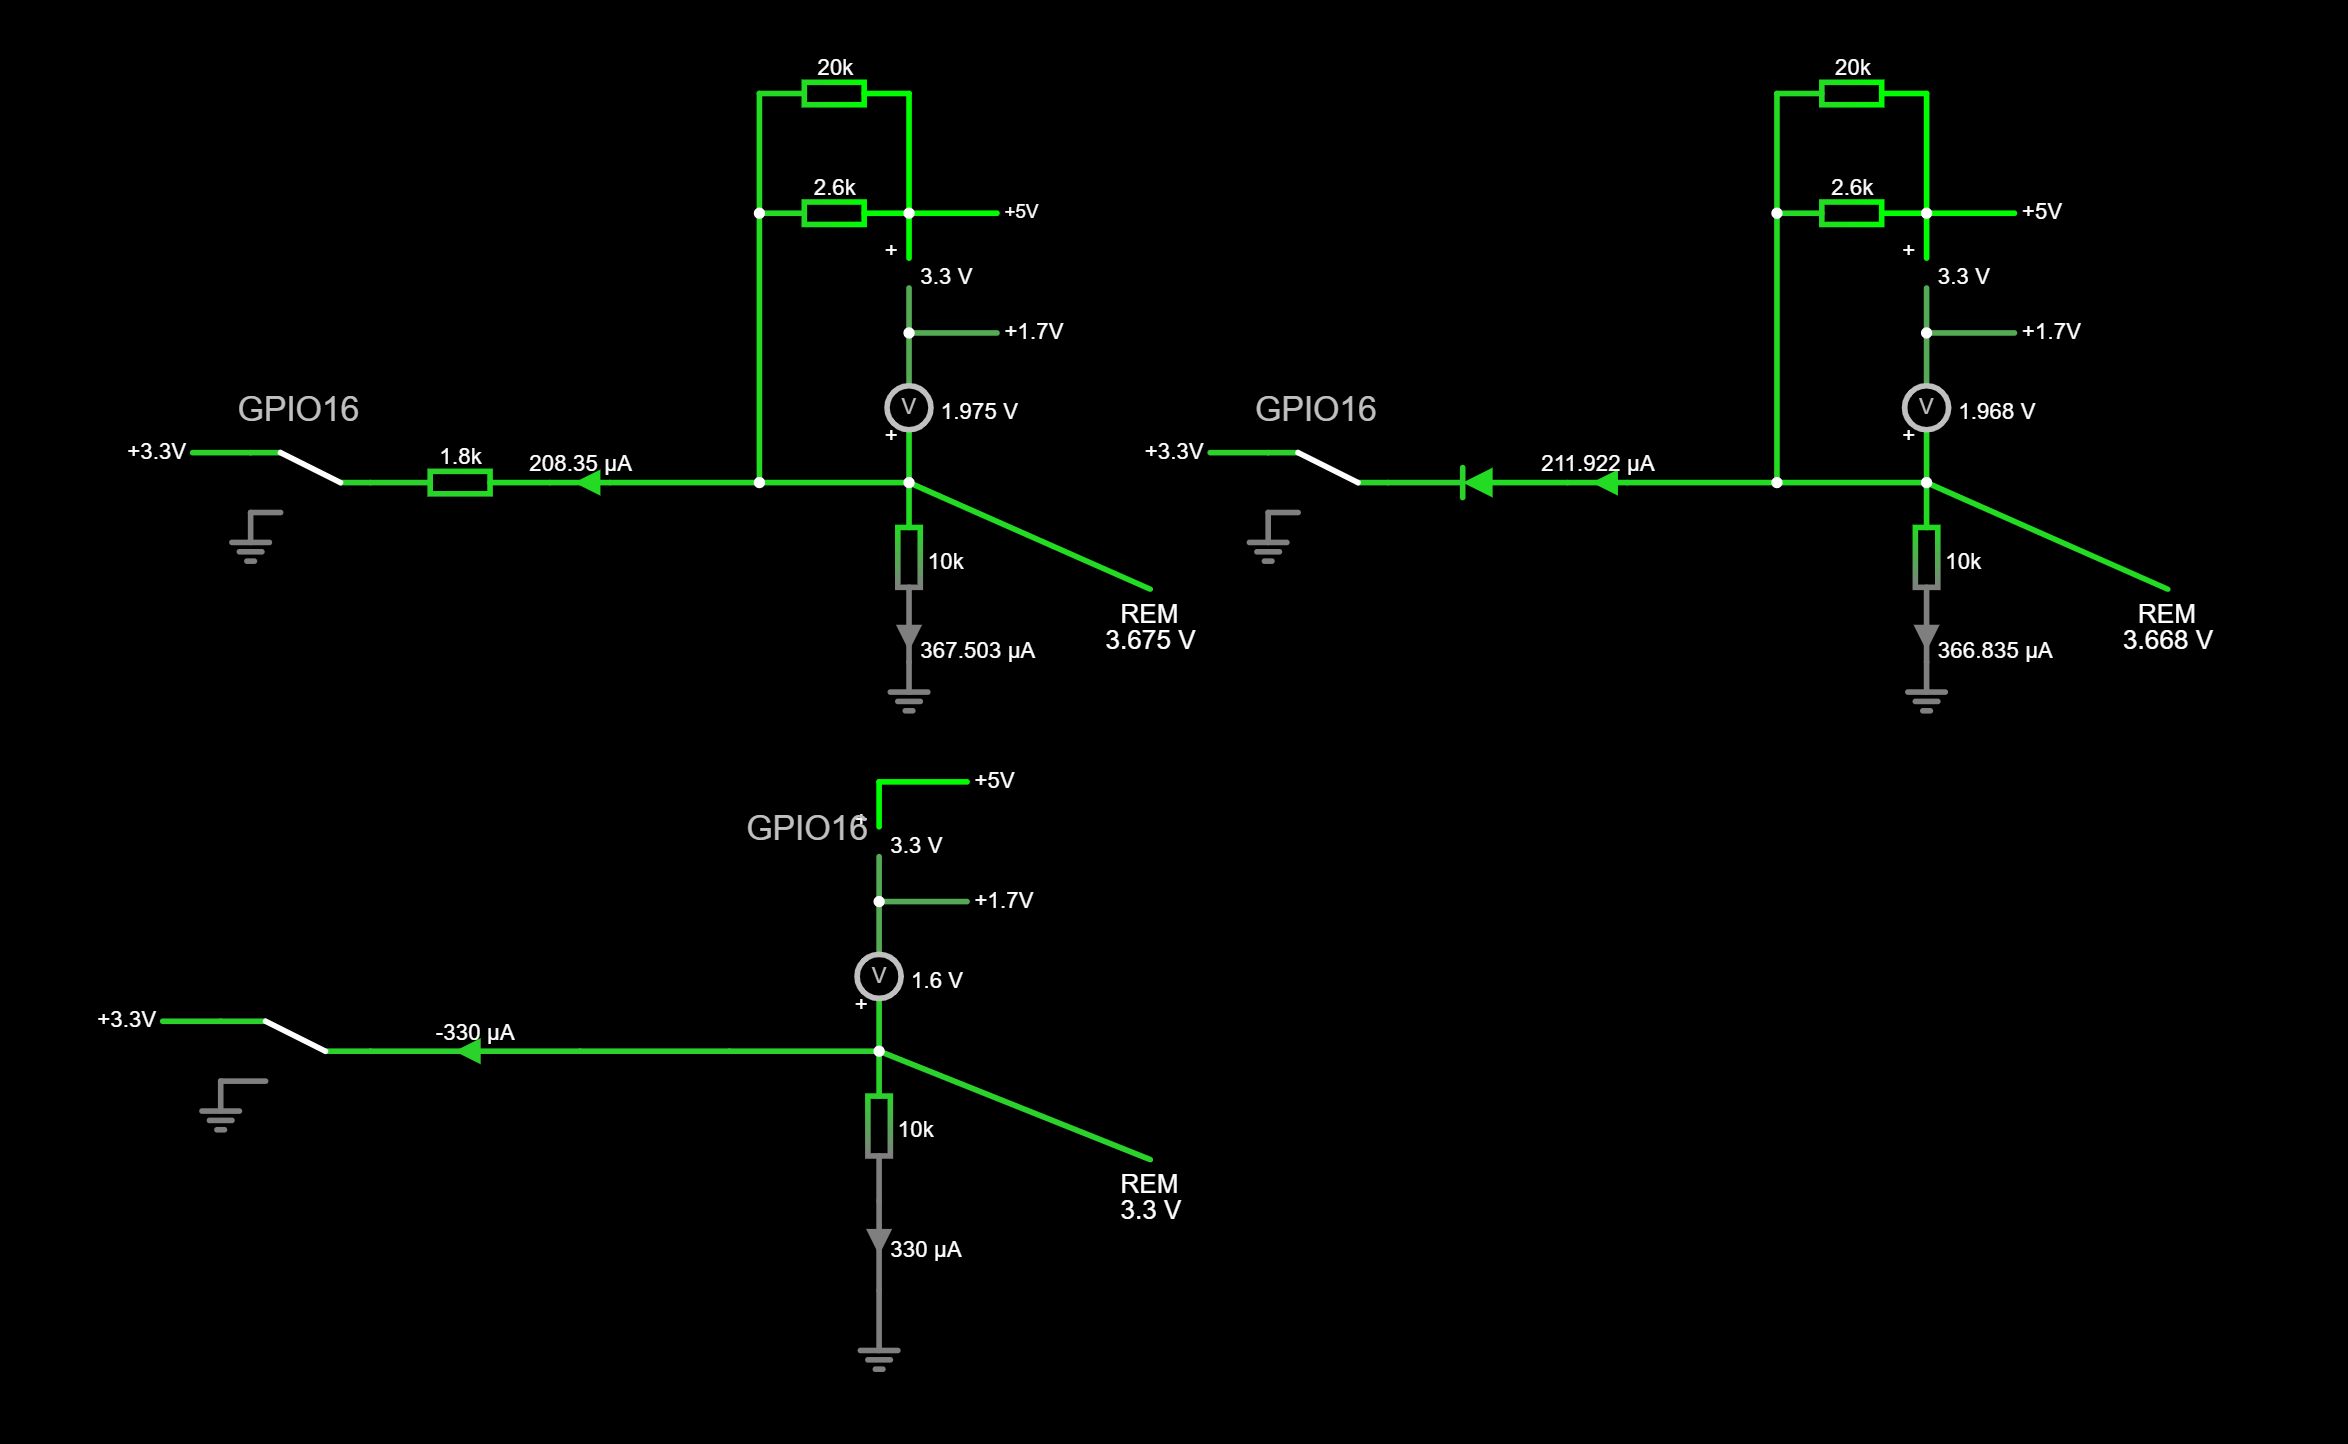 20k
2.6k
+5V
+
3.3 V
+1.7V
GPIO16
V
1.975 V
+
+3.3V
1.8k
208.35 µA
10k
REM
3.675 V
367.503 µA
20k
2.6k
+5V
+
3.3 V
+1.7V
GPIO16
V
1.968 V
+
+3.3V
211.922 µA
10k
REM
3.668 V
366.835 µA
+5V
GPIO16
+
3.3 V
+1.7V
V
1.6 V
+
+3.3V
-330 µA
10k
REM
3.3 V
330 µA